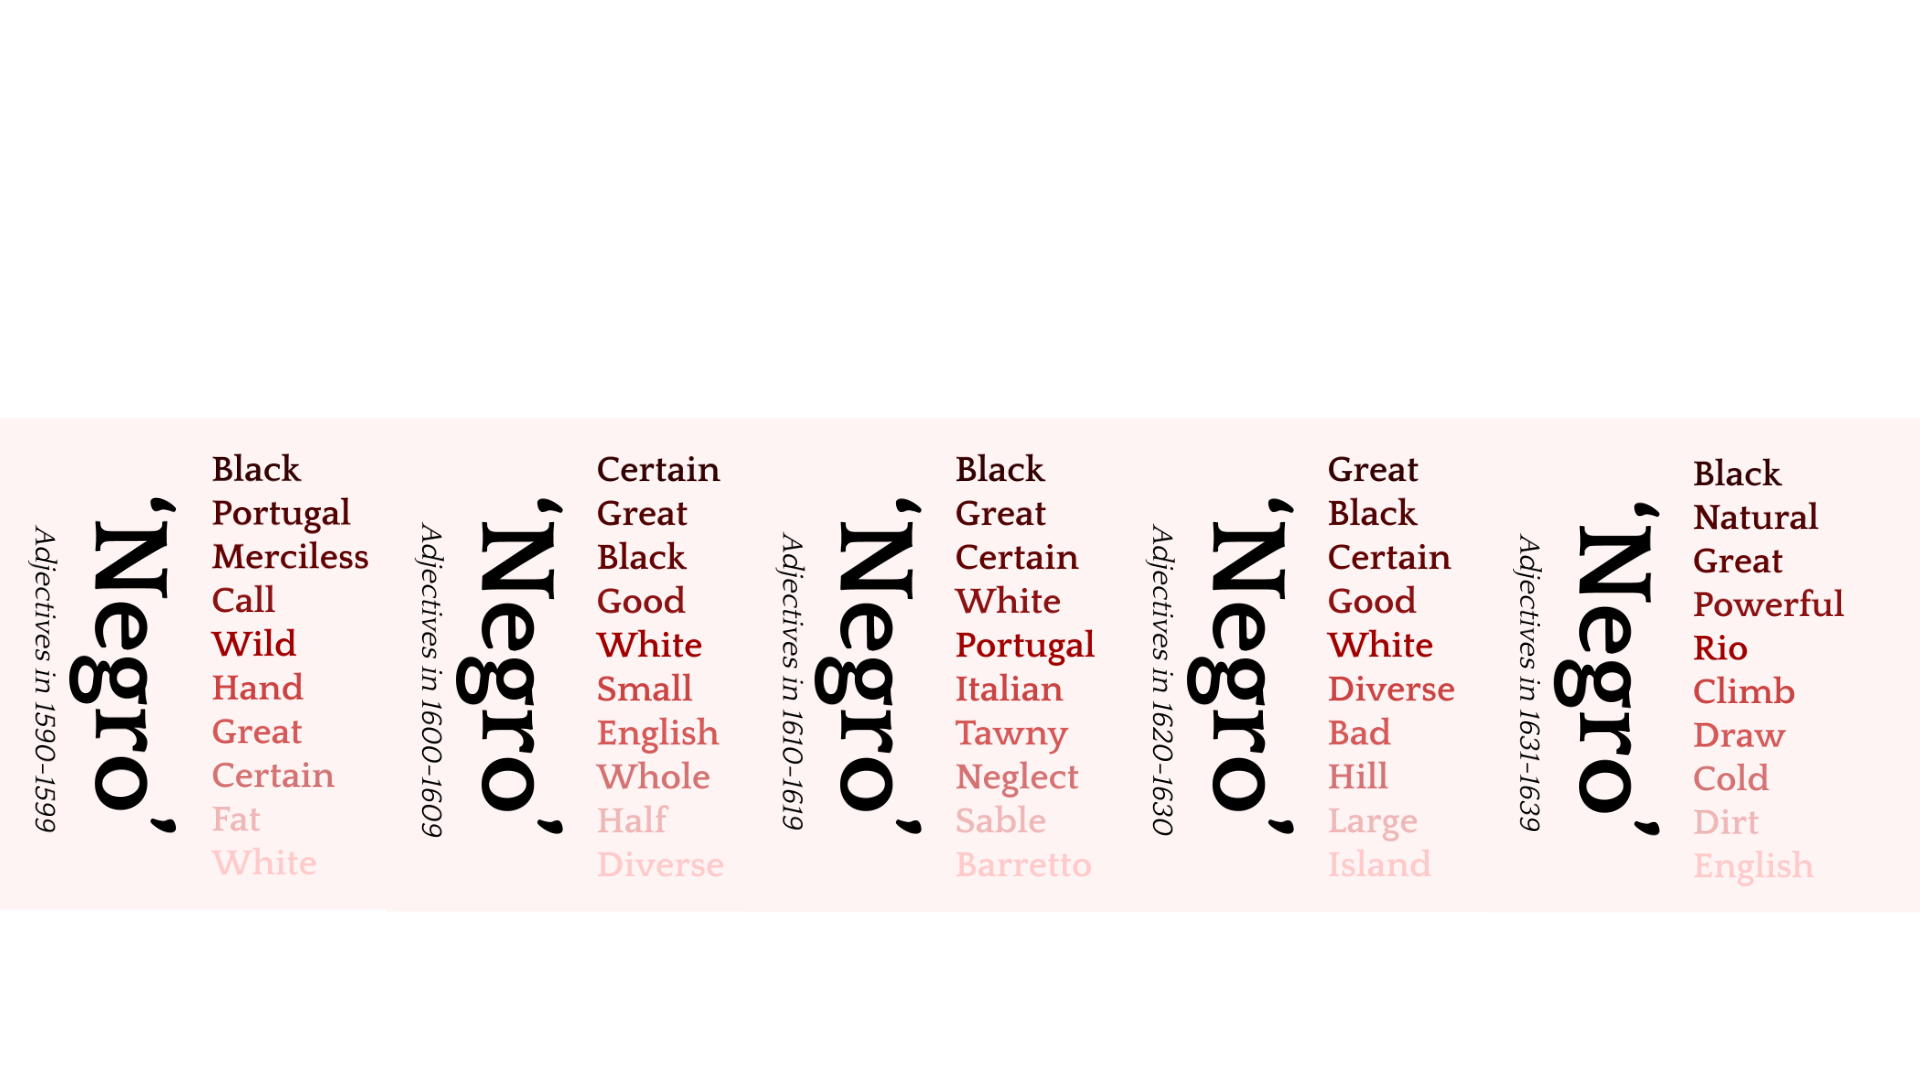 Adjectives in 1590-1599
‘Negro’
Black
Portugal
Merciless
Call
Wild
Hand
Great
Certain
Fat
White
Adjectives in 1600-1609
‘Negro’
Certain
Great
Black
Good
White
Small
English
Whole
Half
Diverse
Adjectives in 1610-1619
‘Negro’
Black
Great
Certain
White
Portugal
Italian
Tawny
Neglect
Sable
Barretto
Adjectives in 1620-1630
‘Negro’
Great
Black
Certain
Good
White
Diverse
Bad
Hill
Large
Island
Adjectives in 1631-1639
‘Negro’
Black
Natural
Great
Powerful
Rio
Climb
Draw
Cold
Dirt
English